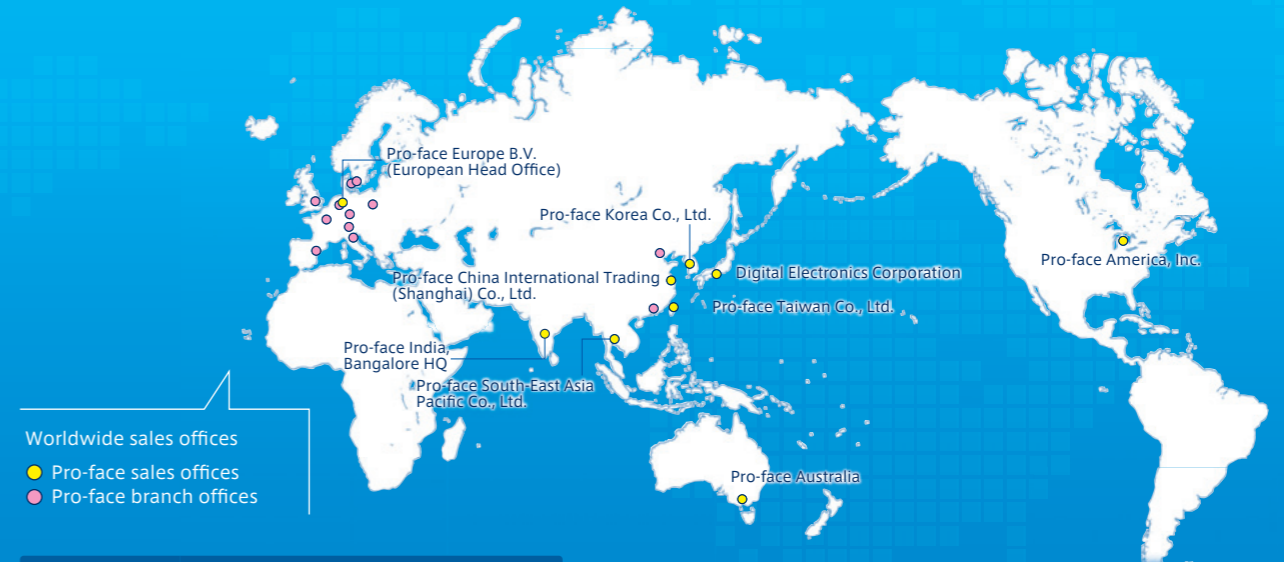 Pro-face Europe B.V.
(European Head Office)
Pro-face Korea Co., Ltd.
Digital Electronics Corporation
Pro-face America, Inc.
Pro-face China International Trading
(Shanghai) Co., Ltd.
Pro-face Taiwan Co., Ltd.
Pro-face India,
Bangalore HQ
Pro-face South-East Asia
Pacific Co., Ltd.
Pro-face Australia
Worldwide sales offices
Pro-face sales offices
Pro-face branch offices